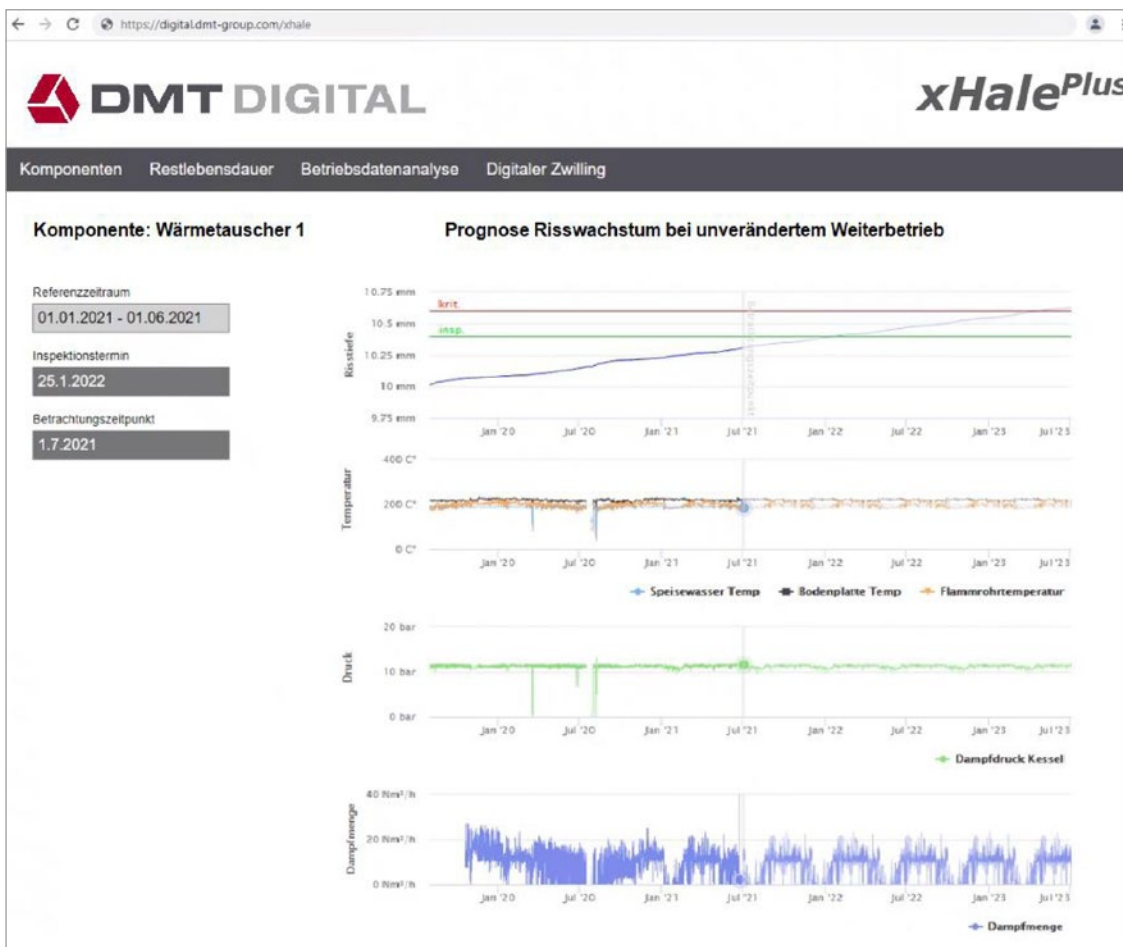 https://digital.dmt-group.com/xhale
DMT DIGITAL
xHale Plus
Komponenten Restlebensdauer Betriebsdatenanalyse Digitaler Zwilling
Komponente: Wärmetauscher 1
Prognose Risswachstum bei unverändertem Weiterbetrieb
Referenzzeitraum
01.01.2021 - 01.06.2021
Inspektionstermin
25.1.2022
Betrachtungszeitpunkt
1.7.2021
Risstiefe
10.75 mm
krit.
10.5 mm
insp.
10.25 mm
10 mm
9.75 mm
Betrachtungszeitpunkt
Jan '20 Jul '20 Jan '21 Jul '21 Jan '22 Jul '22 Jan '23 Jul '23
Temperatur
400 C°
200 C°
0 C°
Jan '20 Jul '20 Jan '21 Jul '21 Jan '22 Jul '22 Jan '23 Jul '23
Speisewasser Temp Bodenplatte Temp Flammrohrtemperatur
Druck
20 bar
10 bar
0 bar
Jan '20 Jul '20 Jan '21 Jul '21 Jan '22 Jul '22 Jan '23 Jul '23
Dampfdruck Kessel
Dampfmenge
40 Nm³/h
20 Nm³/h
0 Nm³/h
Jan '20 Jul '20 Jan '21 Jul '21 Jan '22 Jul '22 Jan '23 Jul '23
Dampfmenge